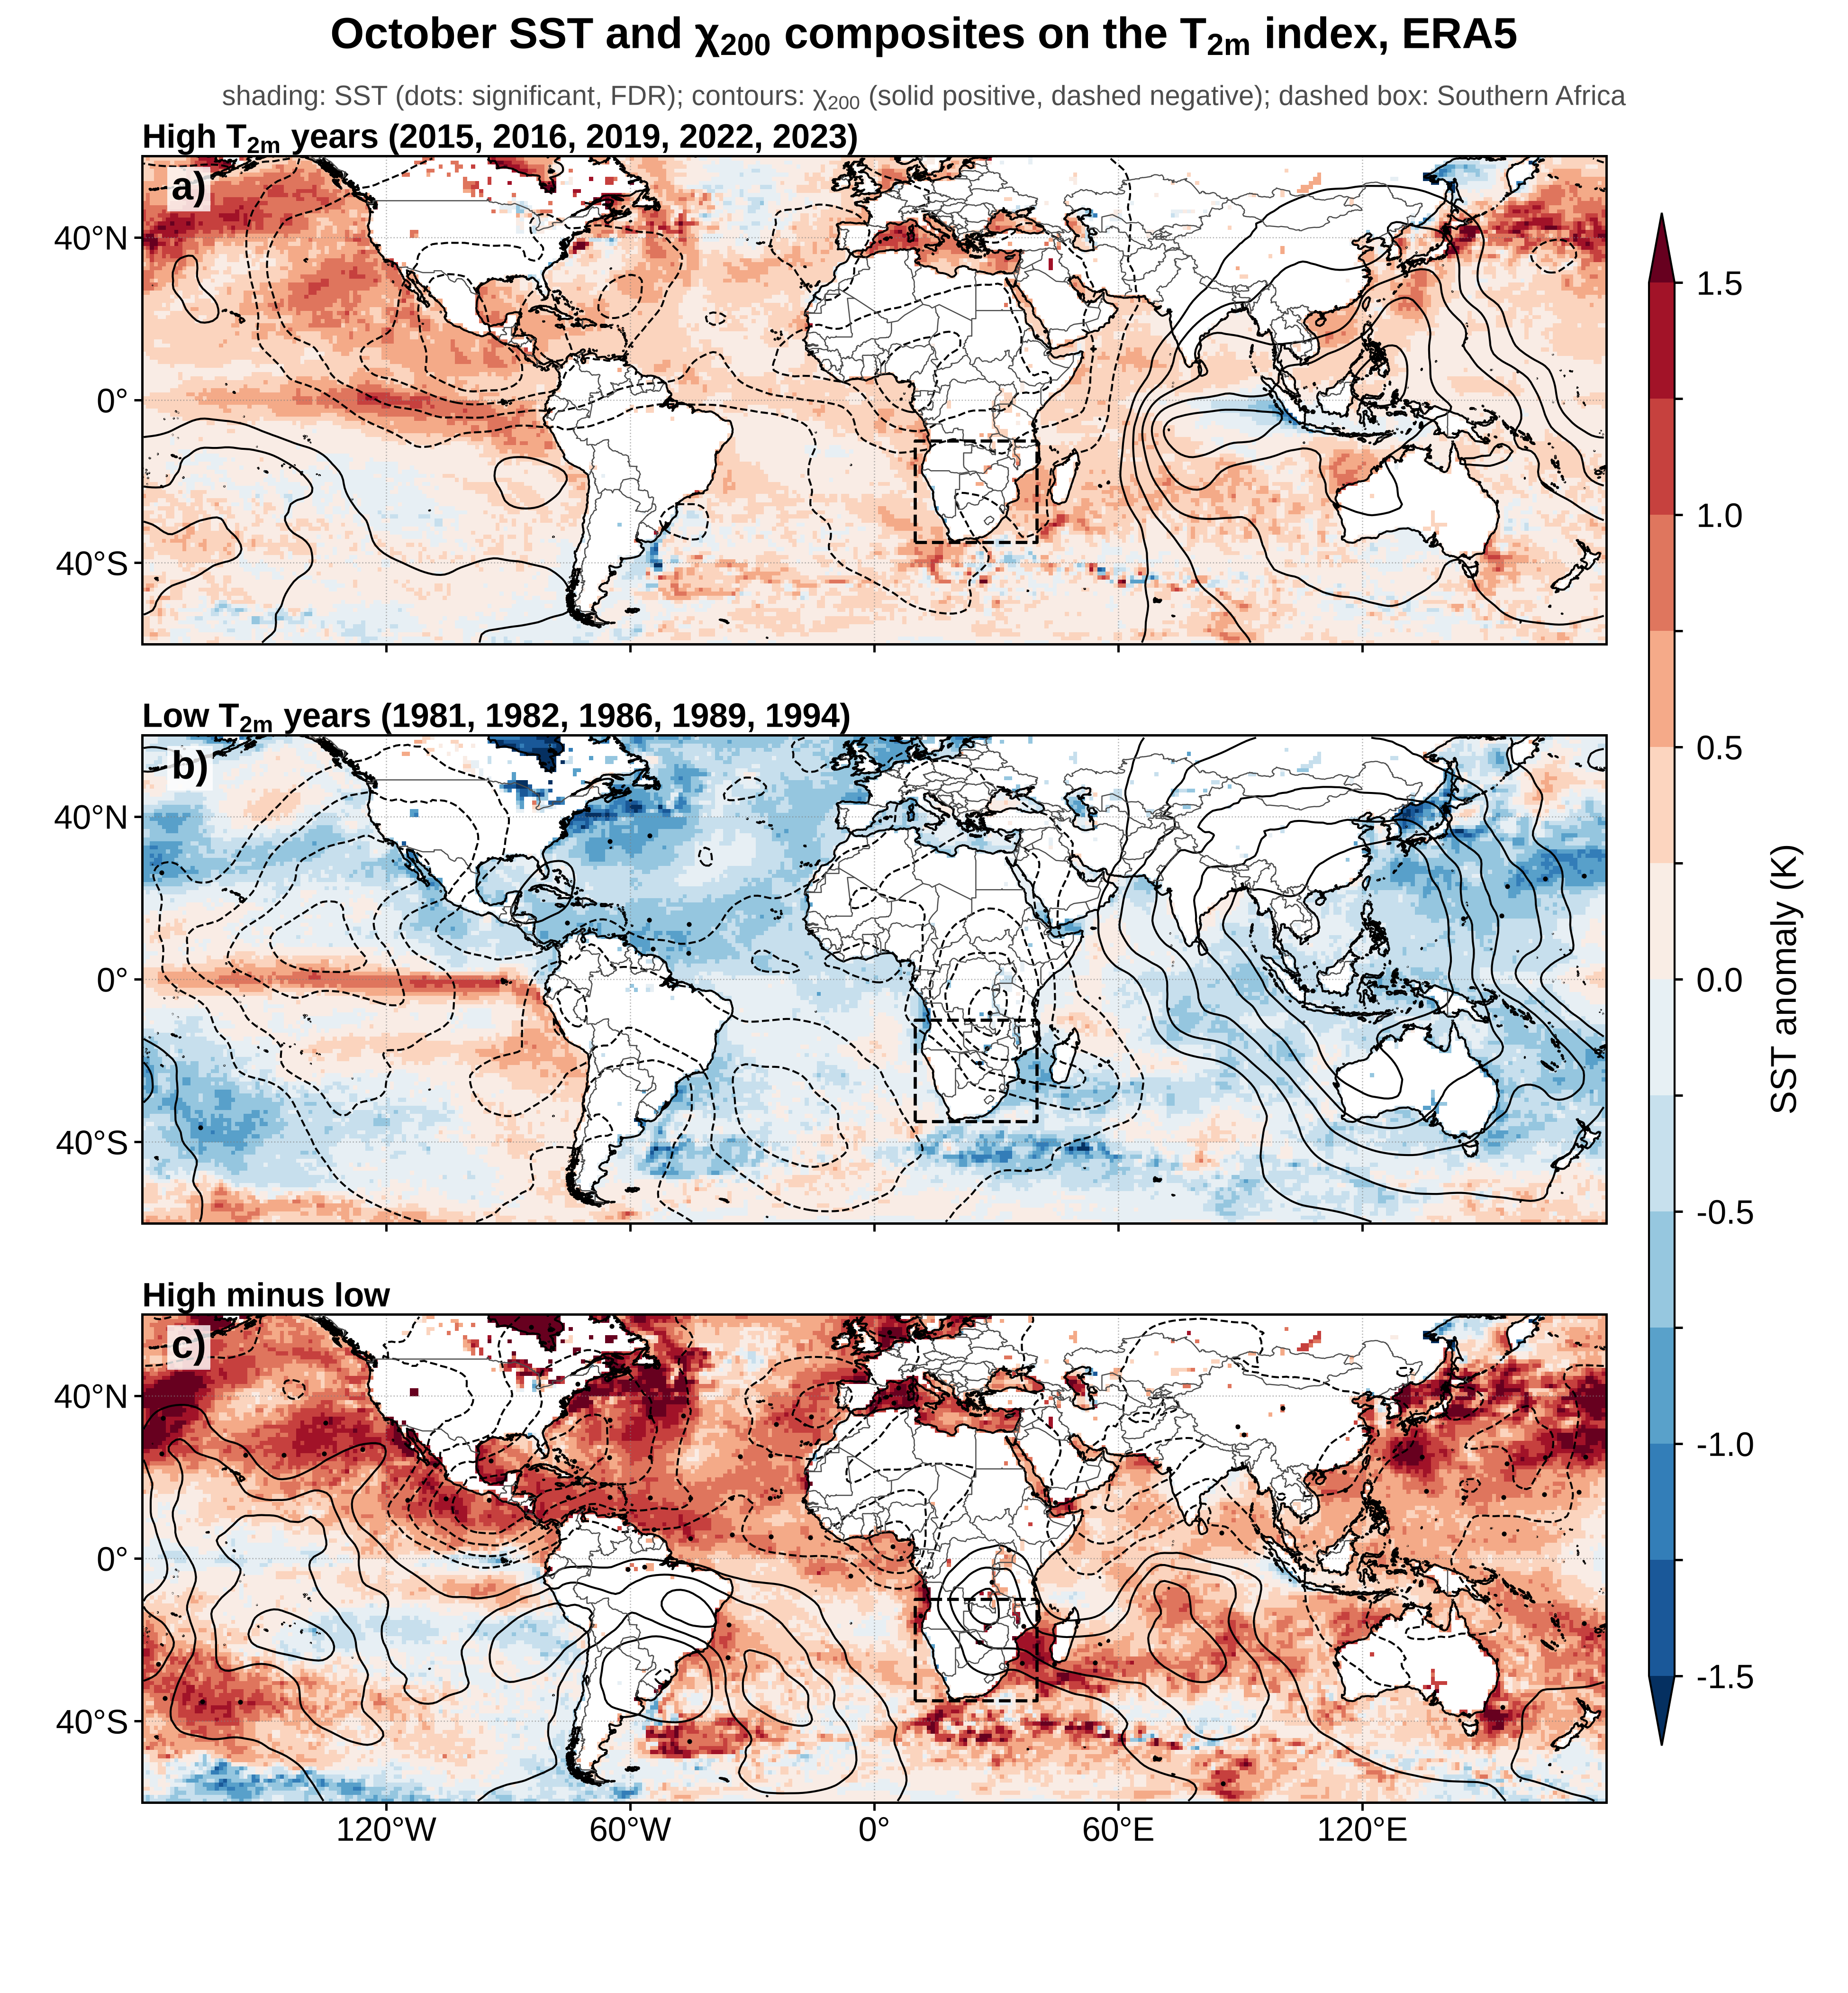 October SST and χ₂₀₀ composites on the T₂ₘ index, ERA5
shading: SST (dots: significant, FDR); contours: χ₂₀₀ (solid positive, dashed negative); dashed box: Southern Africa
High T₂ₘ years (2015, 2016, 2019, 2022, 2023)
a)
40°N
0°
40°S
Low T₂ₘ years (1981, 1982, 1986, 1989, 1994)
b)
40°N
0°
40°S
High minus low
c)
40°N
0°
40°S
120°W 60°W 0° 60°E 120°E
1.5
1.0
0.5
0.0
-0.5
-1.0
-1.5
SST anomaly (K)